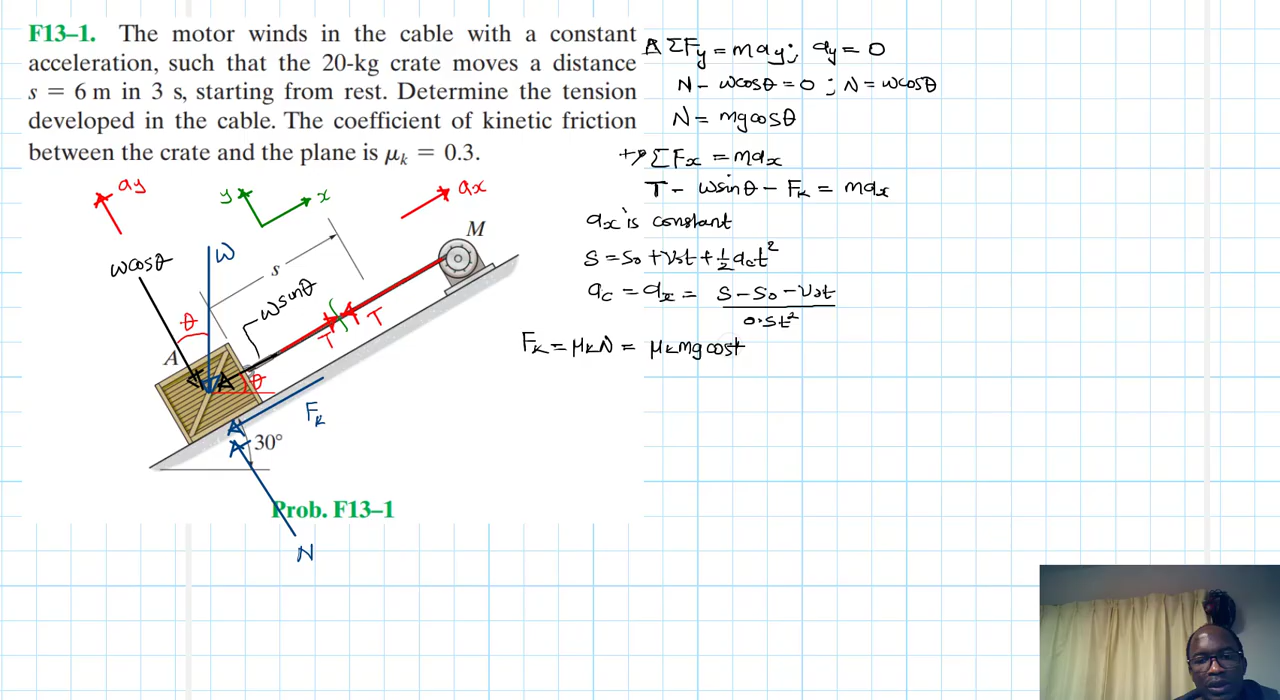 F13–1. The motor winds in the cable with a constant
acceleration, such that the 20-kg crate moves a distance
s = 6 m in 3 s, starting from rest. Determine the tension
developed in the cable. The coefficient of kinetic friction
between the crate and the plane is μk = 0.3.
ay
y
x
ax
M
wcosθ
W
s
wsinθ
θ
T
T
A
θ
Fk
30°
Prob. F13–1
N
ΣFy = may; ay = 0
N - wcosθ = 0 ; N = wcosθ
N = mgcosθ
+ ΣFx = max
T - wsinθ - Fk = max
ax is constant
S = S0 + V0t + 1/2 act²
ac = ax = S - S0 - V0t
0.5t²
Fk = μkN = μkmgcos